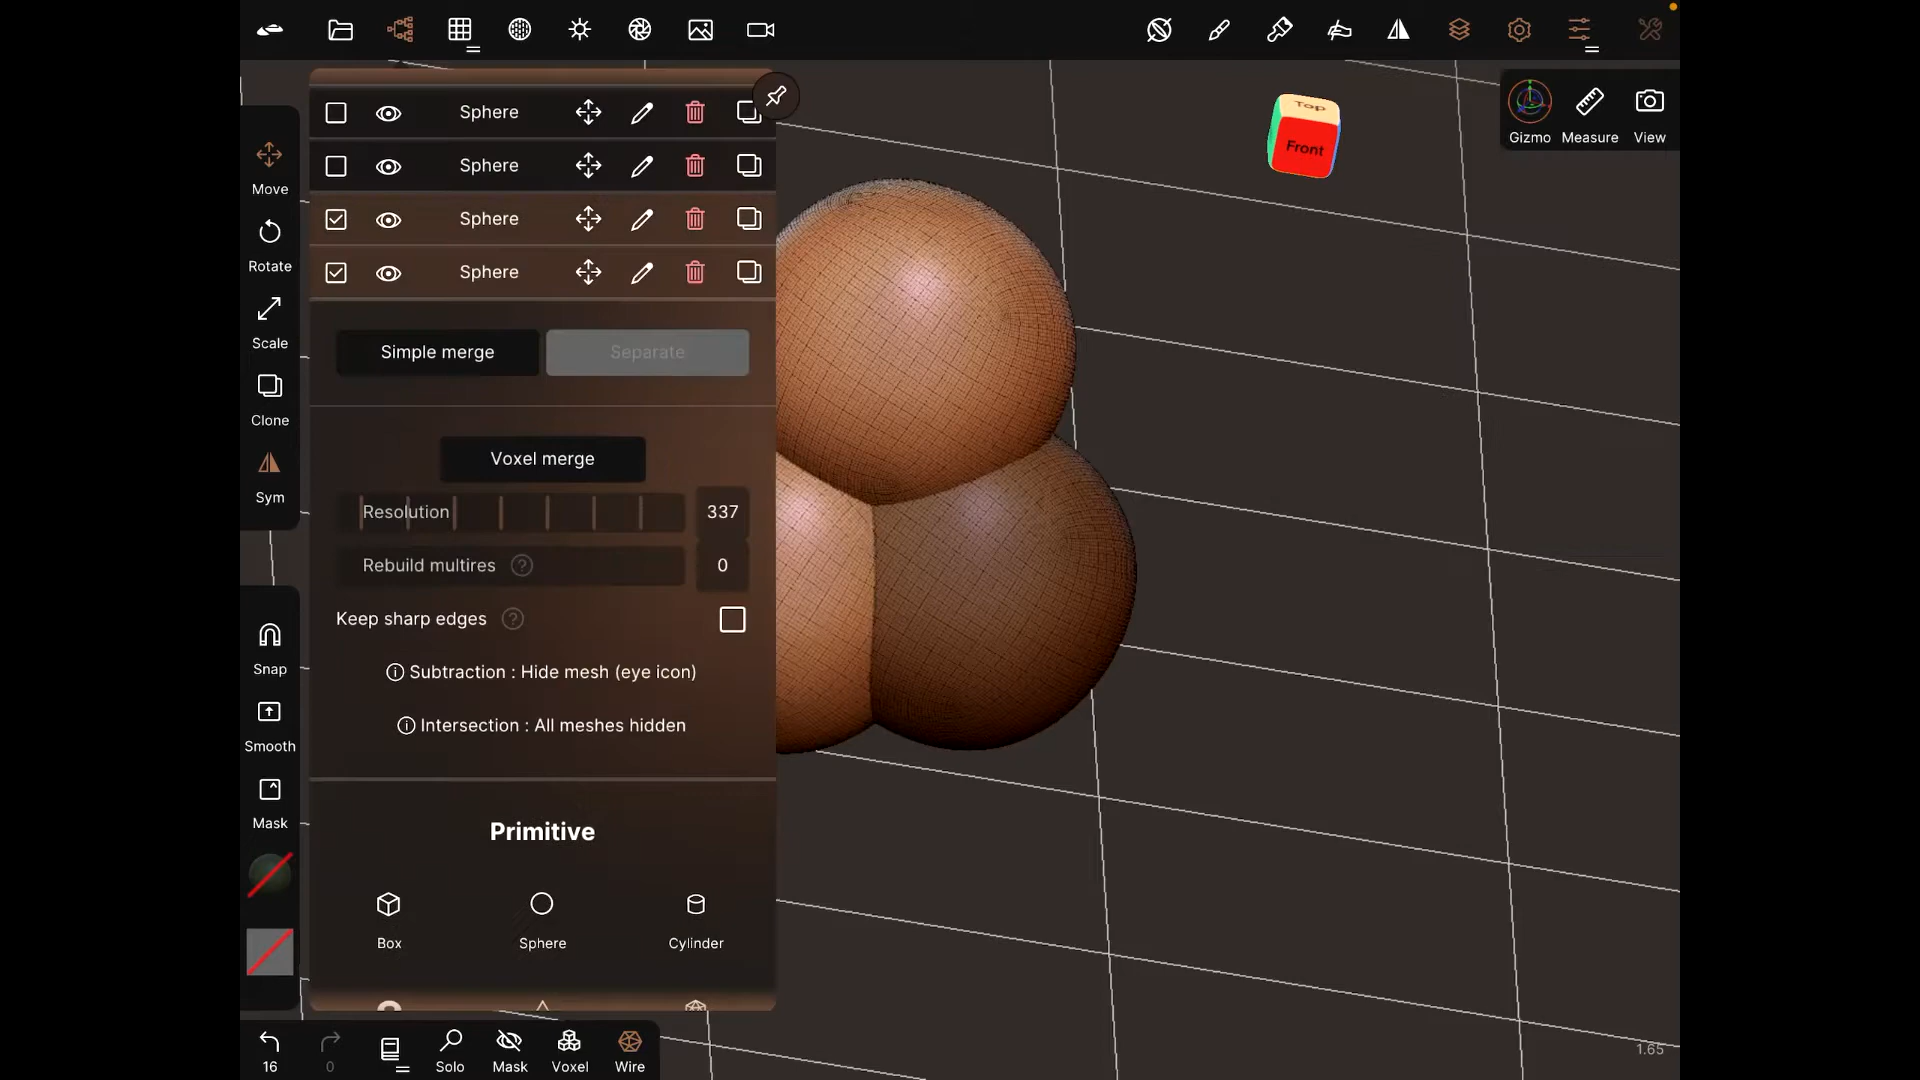 Sphere
Sphere
Sphere
Sphere
Simple merge
Separate
Voxel merge
Resolution
337
Rebuild multires ?
0
Keep sharp edges ?
Subtraction : Hide mesh (eye icon)
Intersection : All meshes hidden
Primitive
Box
Sphere
Cylinder
Move
Rotate
Scale
Clone
Sym
Snap
Smooth
Mask
16
0
Solo
Mask
Voxel
Wire
Top
Front
Gizmo
Measure
View
1.65